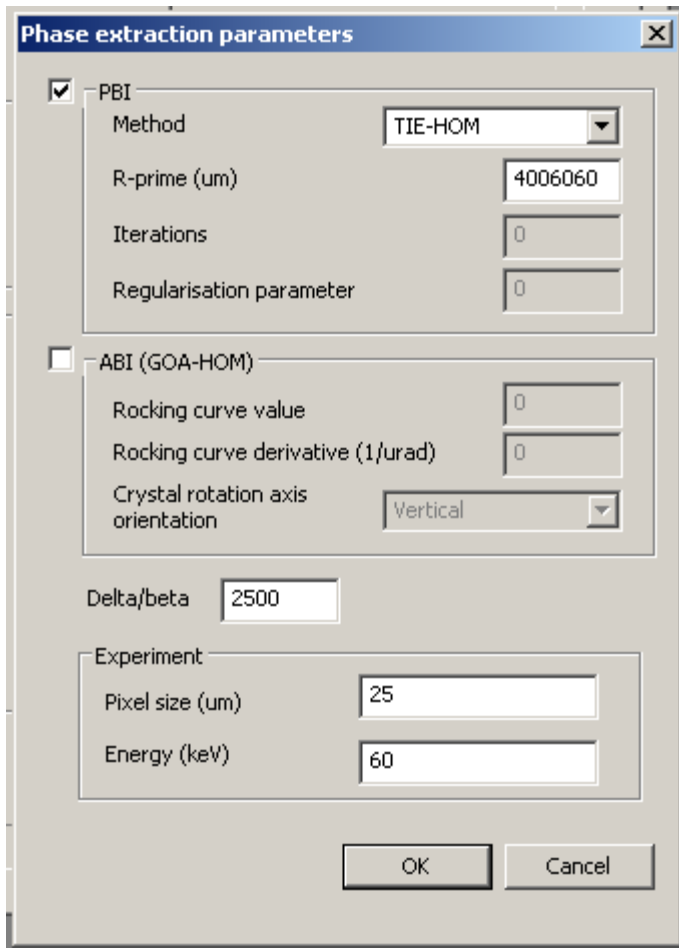 Phase extraction parameters
PBI
Method TIE-HOM
R-prime (um) 4006060
Iterations 0
Regularisation parameter 0
ABI (GOA-HOM)
Rocking curve value 0
Rocking curve derivative (1/urad) 0
Crystal rotation axis
orientation Vertical
Delta/beta 2500
Experiment
Pixel size (um) 25
Energy (keV) 60
OK Cancel